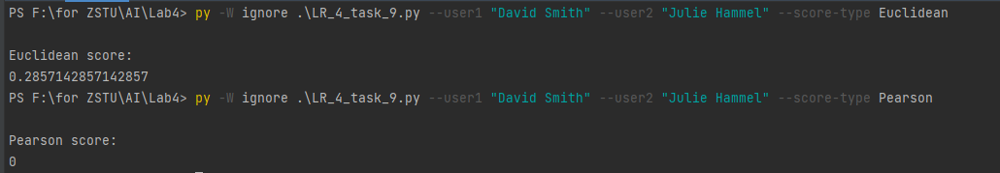 PS F:\for ZSTU\AI\Lab4> py -W ignore .\LR_4_task_9.py --user1 "David Smith" --user2 "Julie Hammel" --score-type Euclidean
Euclidean score:
0.2857142857142857
PS F:\for ZSTU\AI\Lab4> py -W ignore .\LR_4_task_9.py --user1 "David Smith" --user2 "Julie Hammel" --score-type Pearson
Pearson score:
0